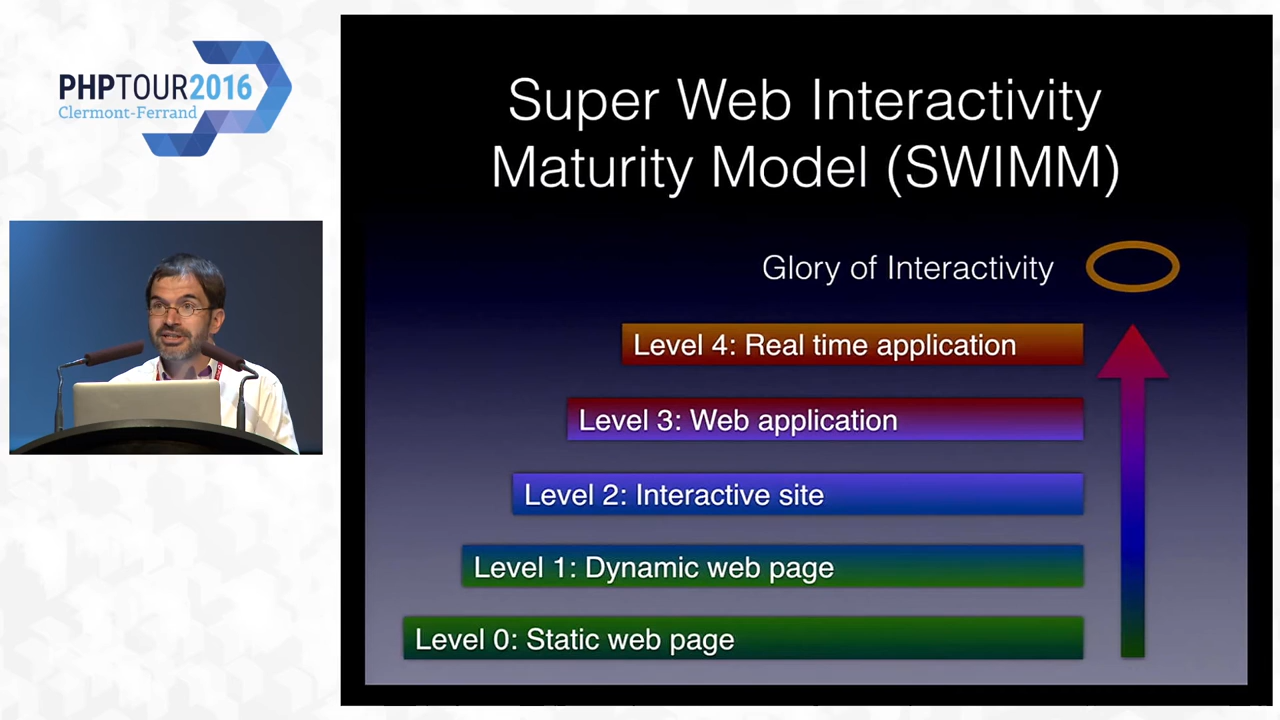 PHPTOUR2016
Clermont-Ferrand
Super Web Interactivity
Maturity Model (SWIMM)
Glory of Interactivity
Level 4: Real time application
Level 3: Web application
Level 2: Interactive site
Level 1: Dynamic web page
Level 0: Static web page